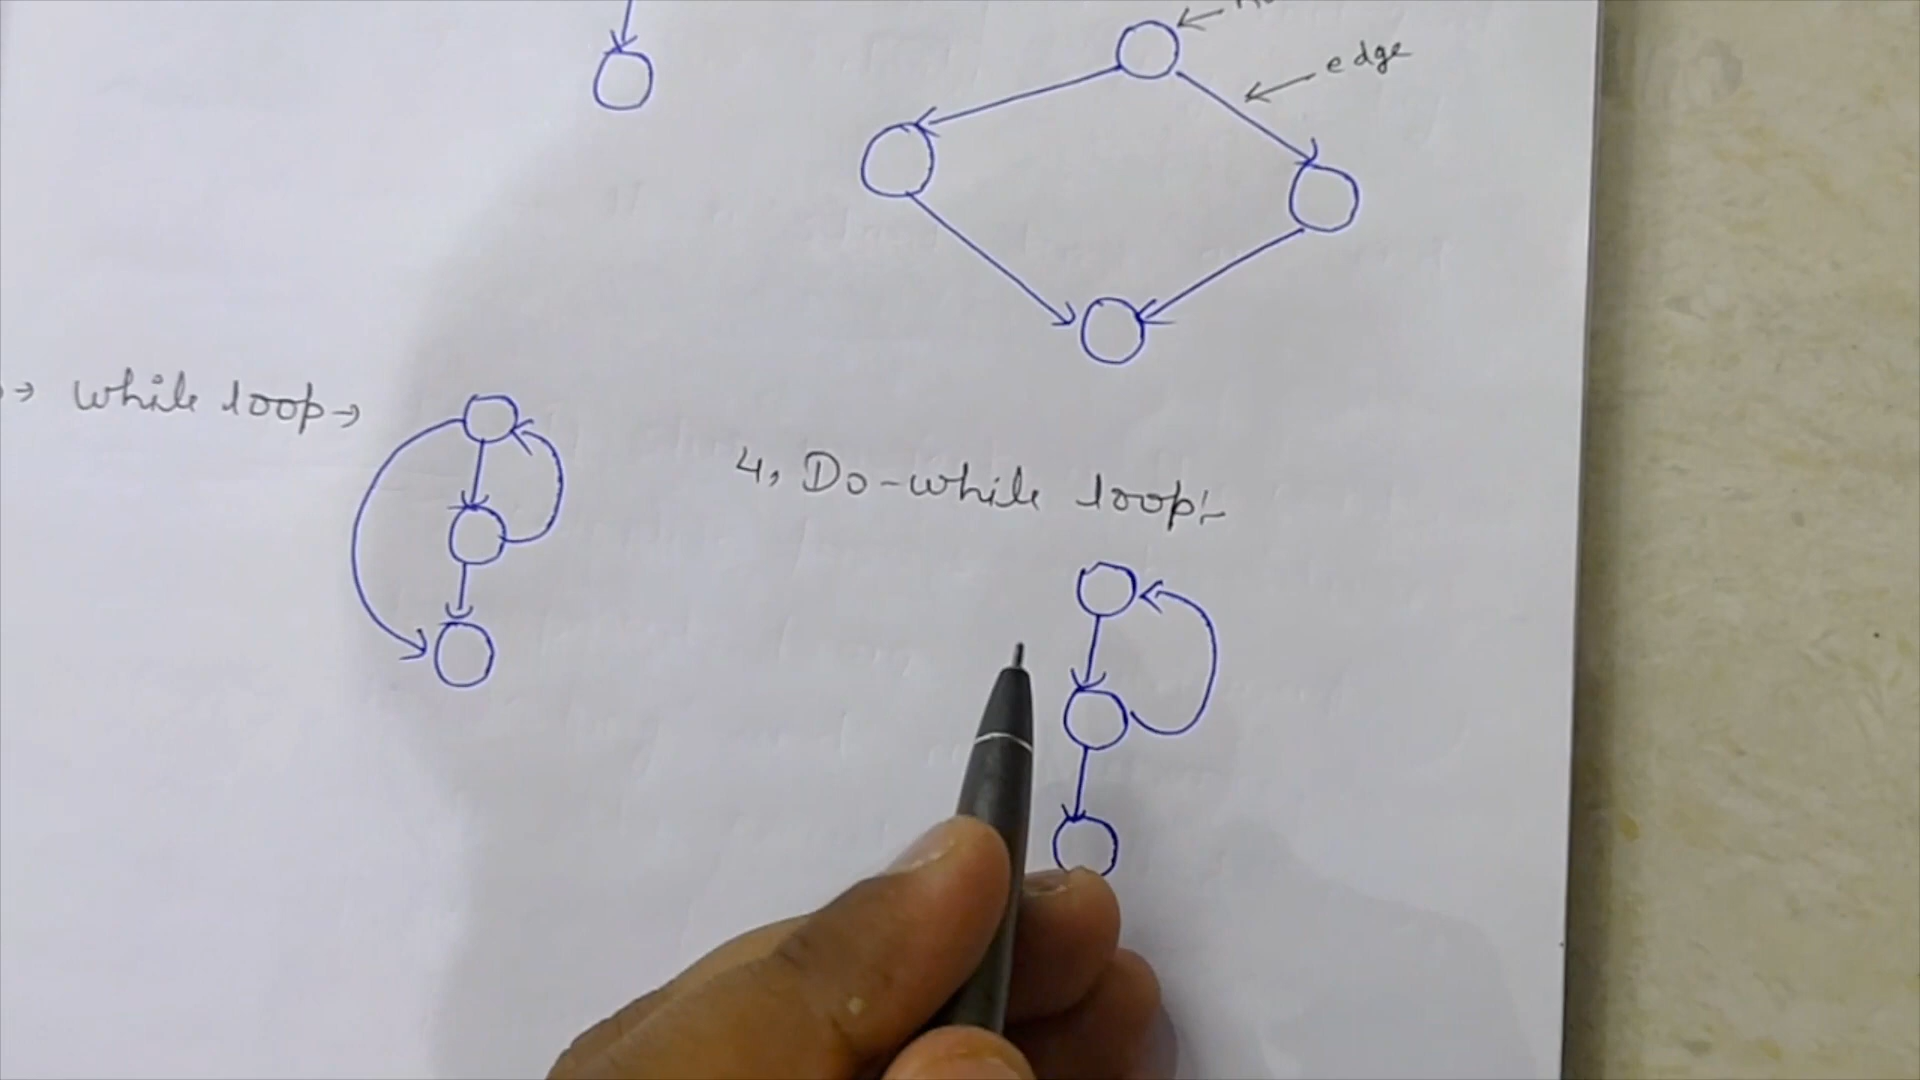 edge
while loop→
4, Do-while loop:-